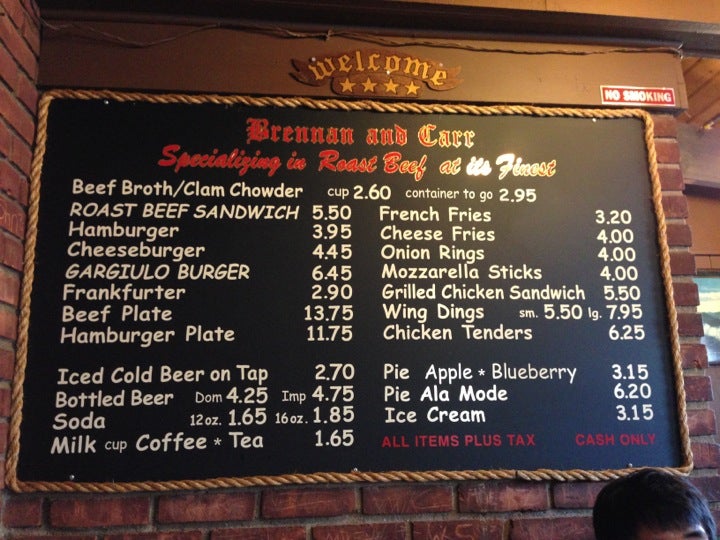 Welcome
NO SMOKING
Brennan and Carr
Specializing in Roast Beef at its Finest
Beef Broth/Clam Chowder cup 2.60 container to go 2.95
ROAST BEEF SANDWICH 5.50
Hamburger 3.95
Cheeseburger 4.45
GARGIULO BURGER 6.45
Frankfurter 2.90
Beef Plate 13.75
Hamburger Plate 11.75
French Fries 3.20
Cheese Fries 4.00
Onion Rings 4.00
Mozzarella Sticks 4.00
Grilled Chicken Sandwich 5.50
Wing Dings sm. 5.50 lg. 7.95
Chicken Tenders 6.25
Iced Cold Beer on Tap 2.70
Bottled Beer Dom 4.25 Imp 4.75
Soda 12oz. 1.65 16oz. 1.85
Milk cup Coffee * Tea 1.65
Pie Apple * Blueberry 3.15
Pie Ala Mode 6.20
Ice Cream 3.15
ALL ITEMS PLUS TAX CASH ONLY